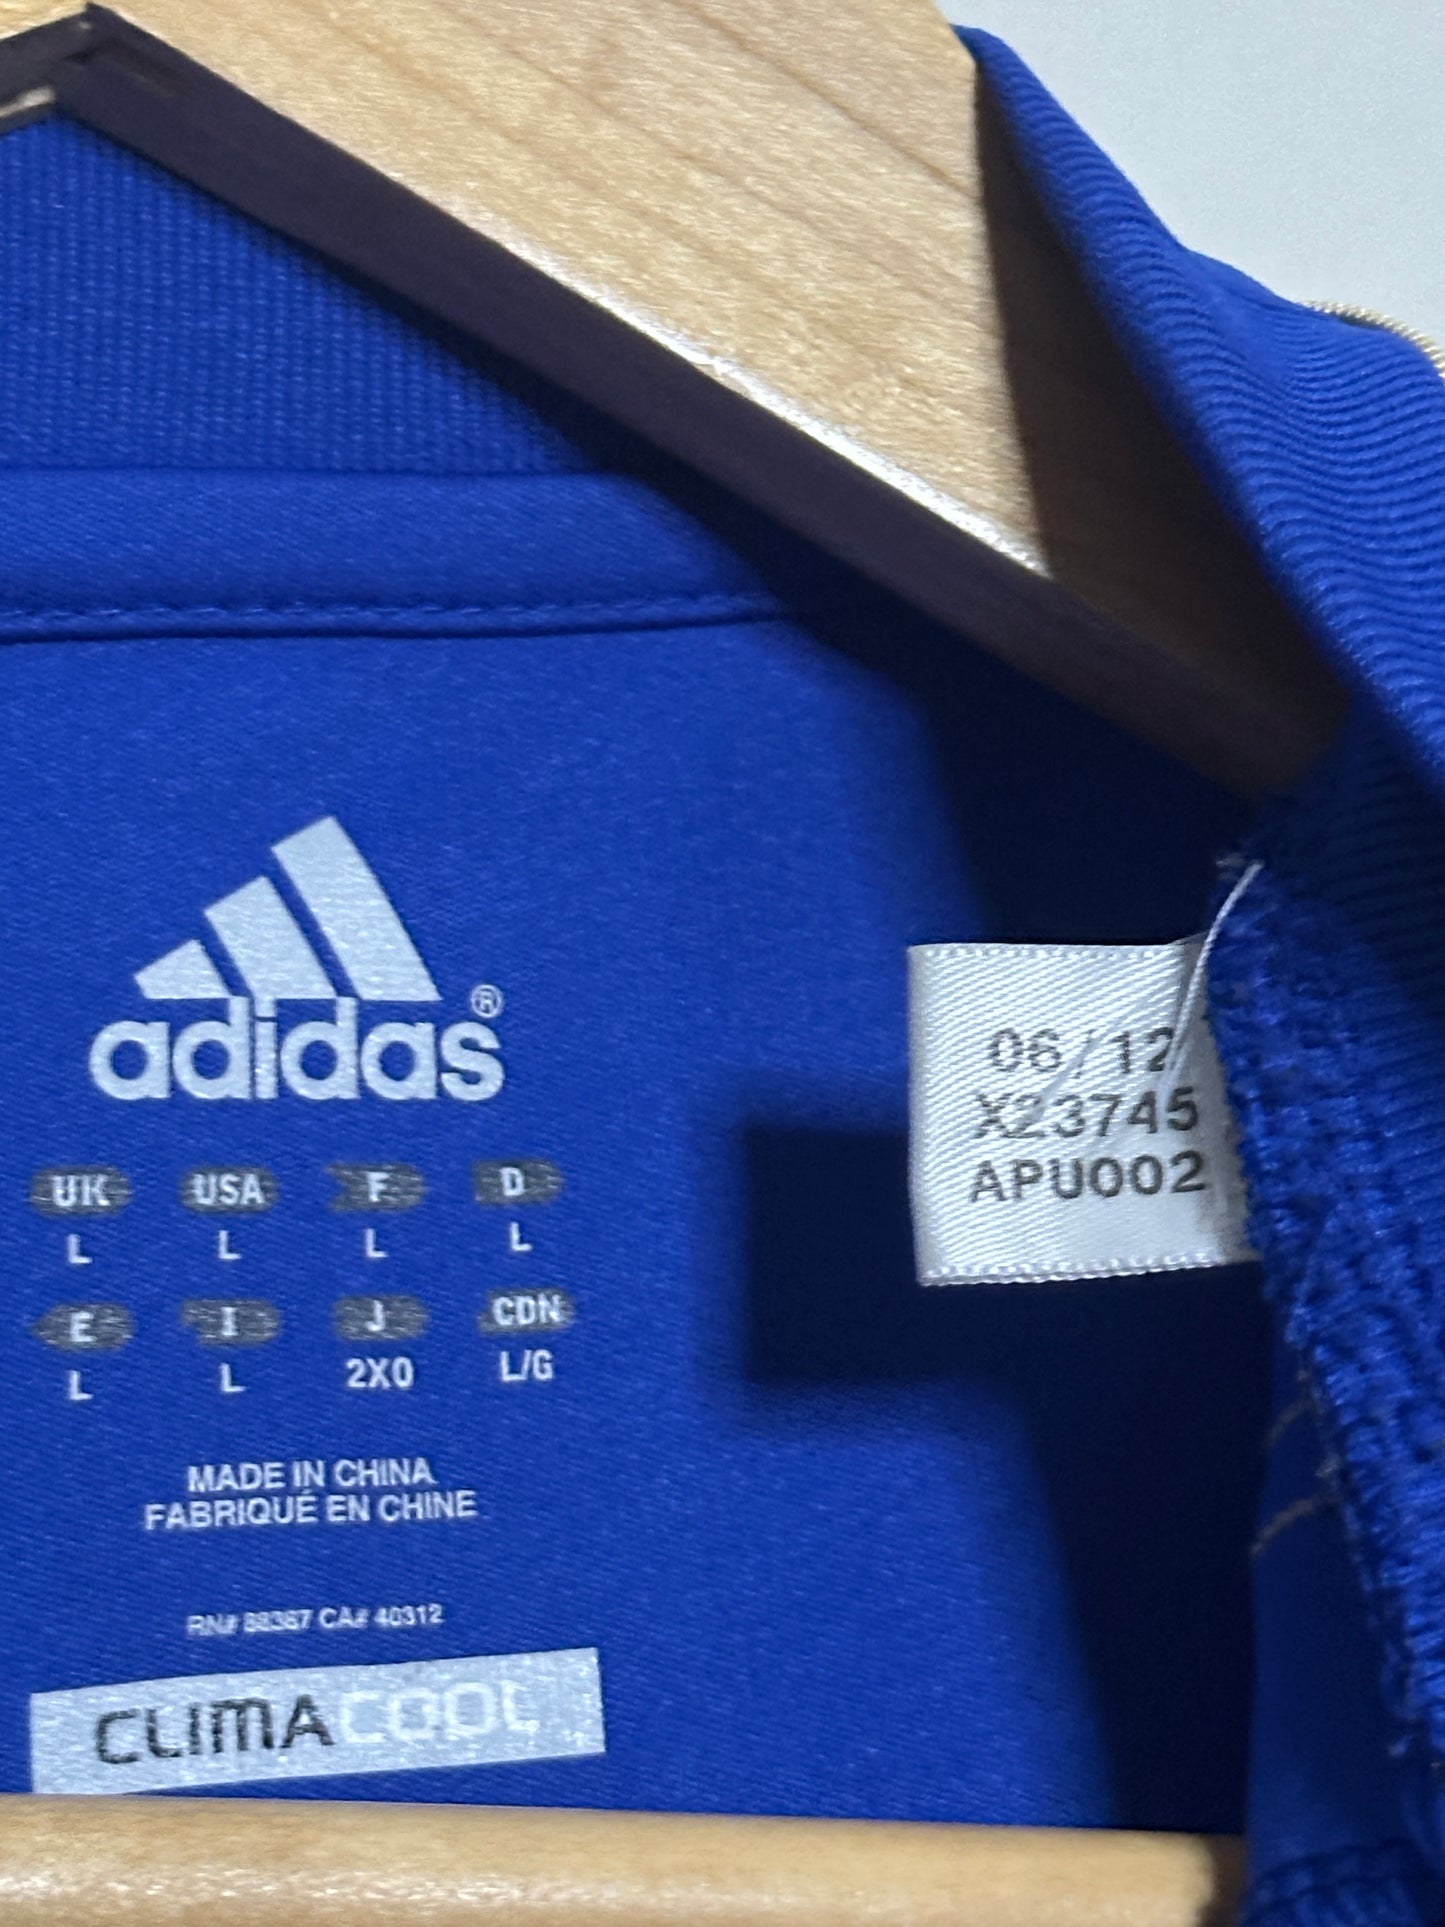 adidas®
UK USA F D
L L L L
E I J CDN
L L 2XO L/G
MADE IN CHINA
FABRIQUÉ EN CHINE
RN# 88387 CA# 40312
CLIMACOOL
06/12
X23745
APU002